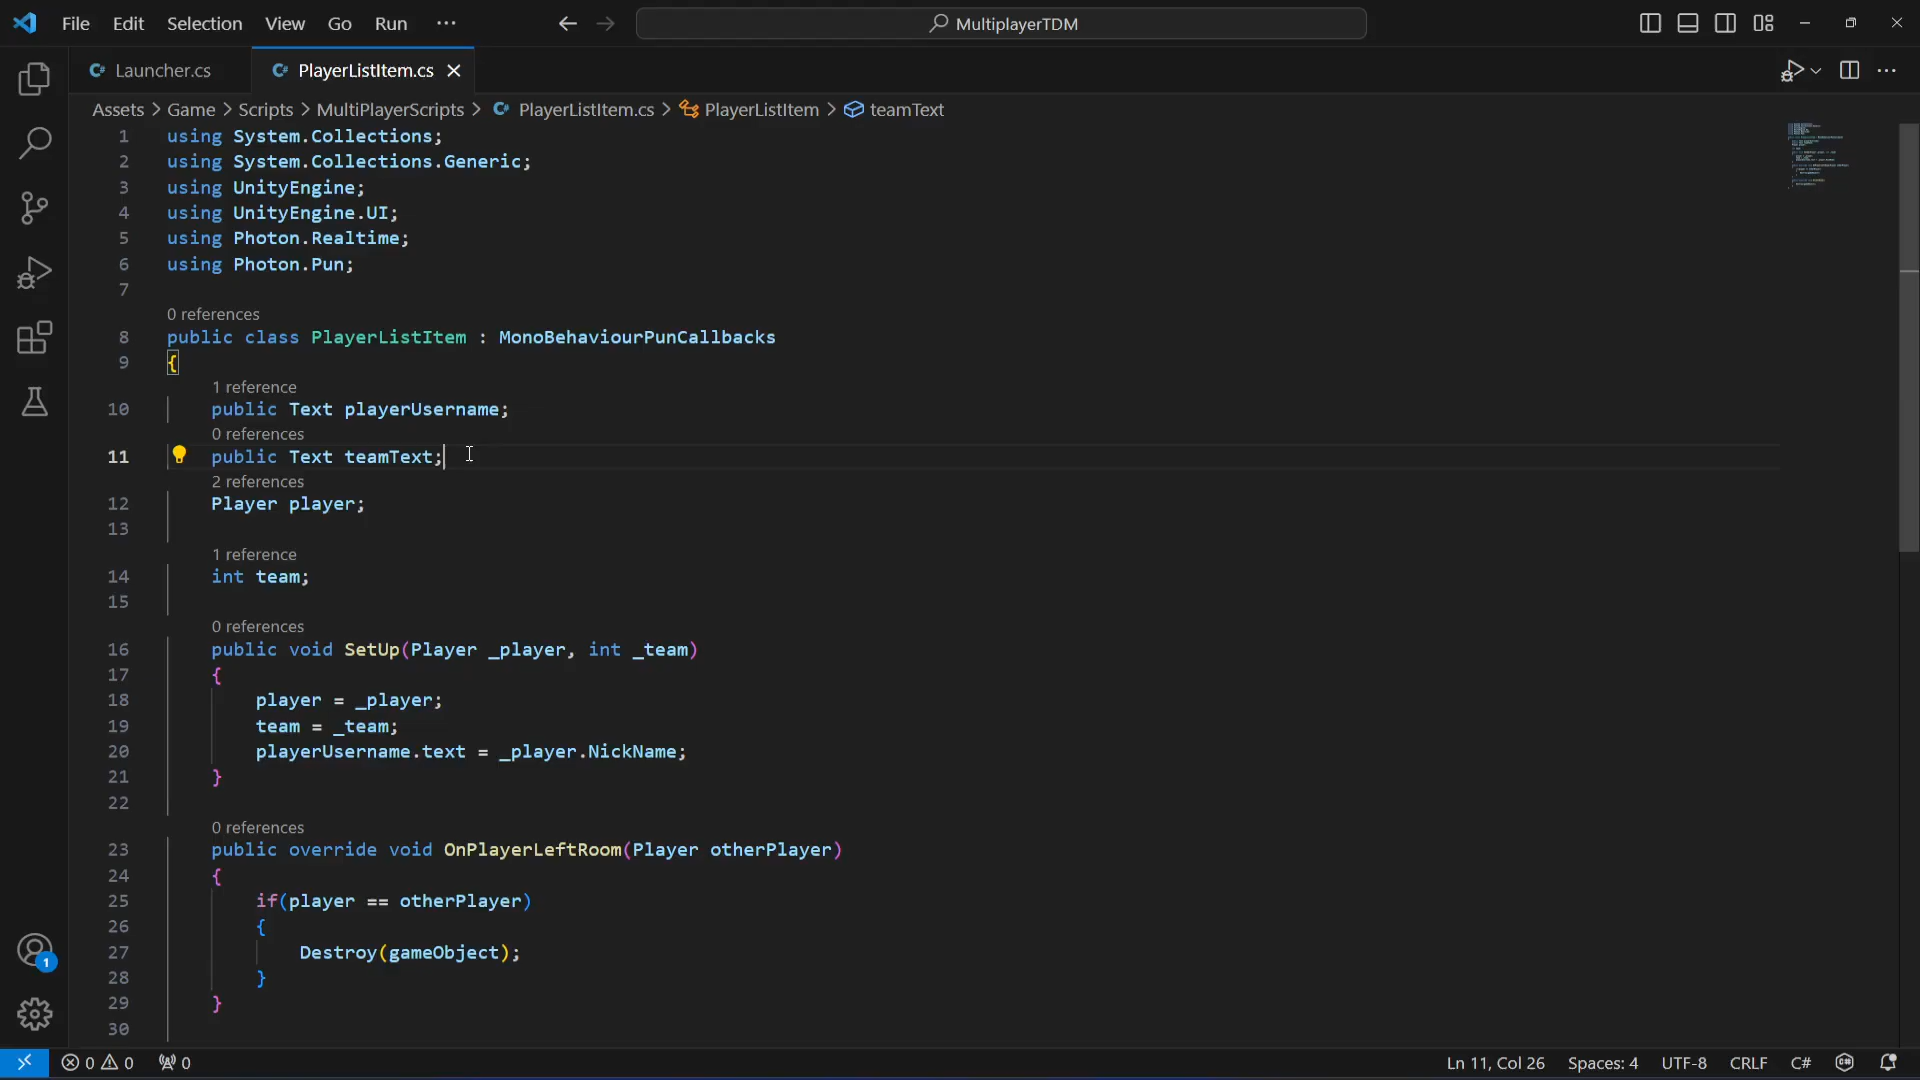 File Edit Selection View Go Run ··· MultiplayerTDM
Launcher.cs PlayerListItem.cs
Assets > Game > Scripts > MultiPlayerScripts > PlayerListItem.cs > PlayerListItem > teamText
1 using System.Collections;
2 using System.Collections.Generic;
3 using UnityEngine;
4 using UnityEngine.UI;
5 using Photon.Realtime;
6 using Photon.Pun;
7
0 references
8 public class PlayerListItem : MonoBehaviourPunCallbacks
9 {
1 reference
10 public Text playerUsername;
0 references
11 public Text teamText;
2 references
12 Player player;
13
1 reference
14 int team;
15
0 references
16 public void SetUp(Player _player, int _team)
17 {
18 player = _player;
19 team = _team;
20 playerUsername.text = _player.NickName;
21 }
22
0 references
23 public override void OnPlayerLeftRoom(Player otherPlayer)
24 {
25 if(player == otherPlayer)
26 {
27 Destroy(gameObject);
28 }
29 }
30
1
0 0 0 Ln 11, Col 26 Spaces: 4 UTF-8 CRLF C#